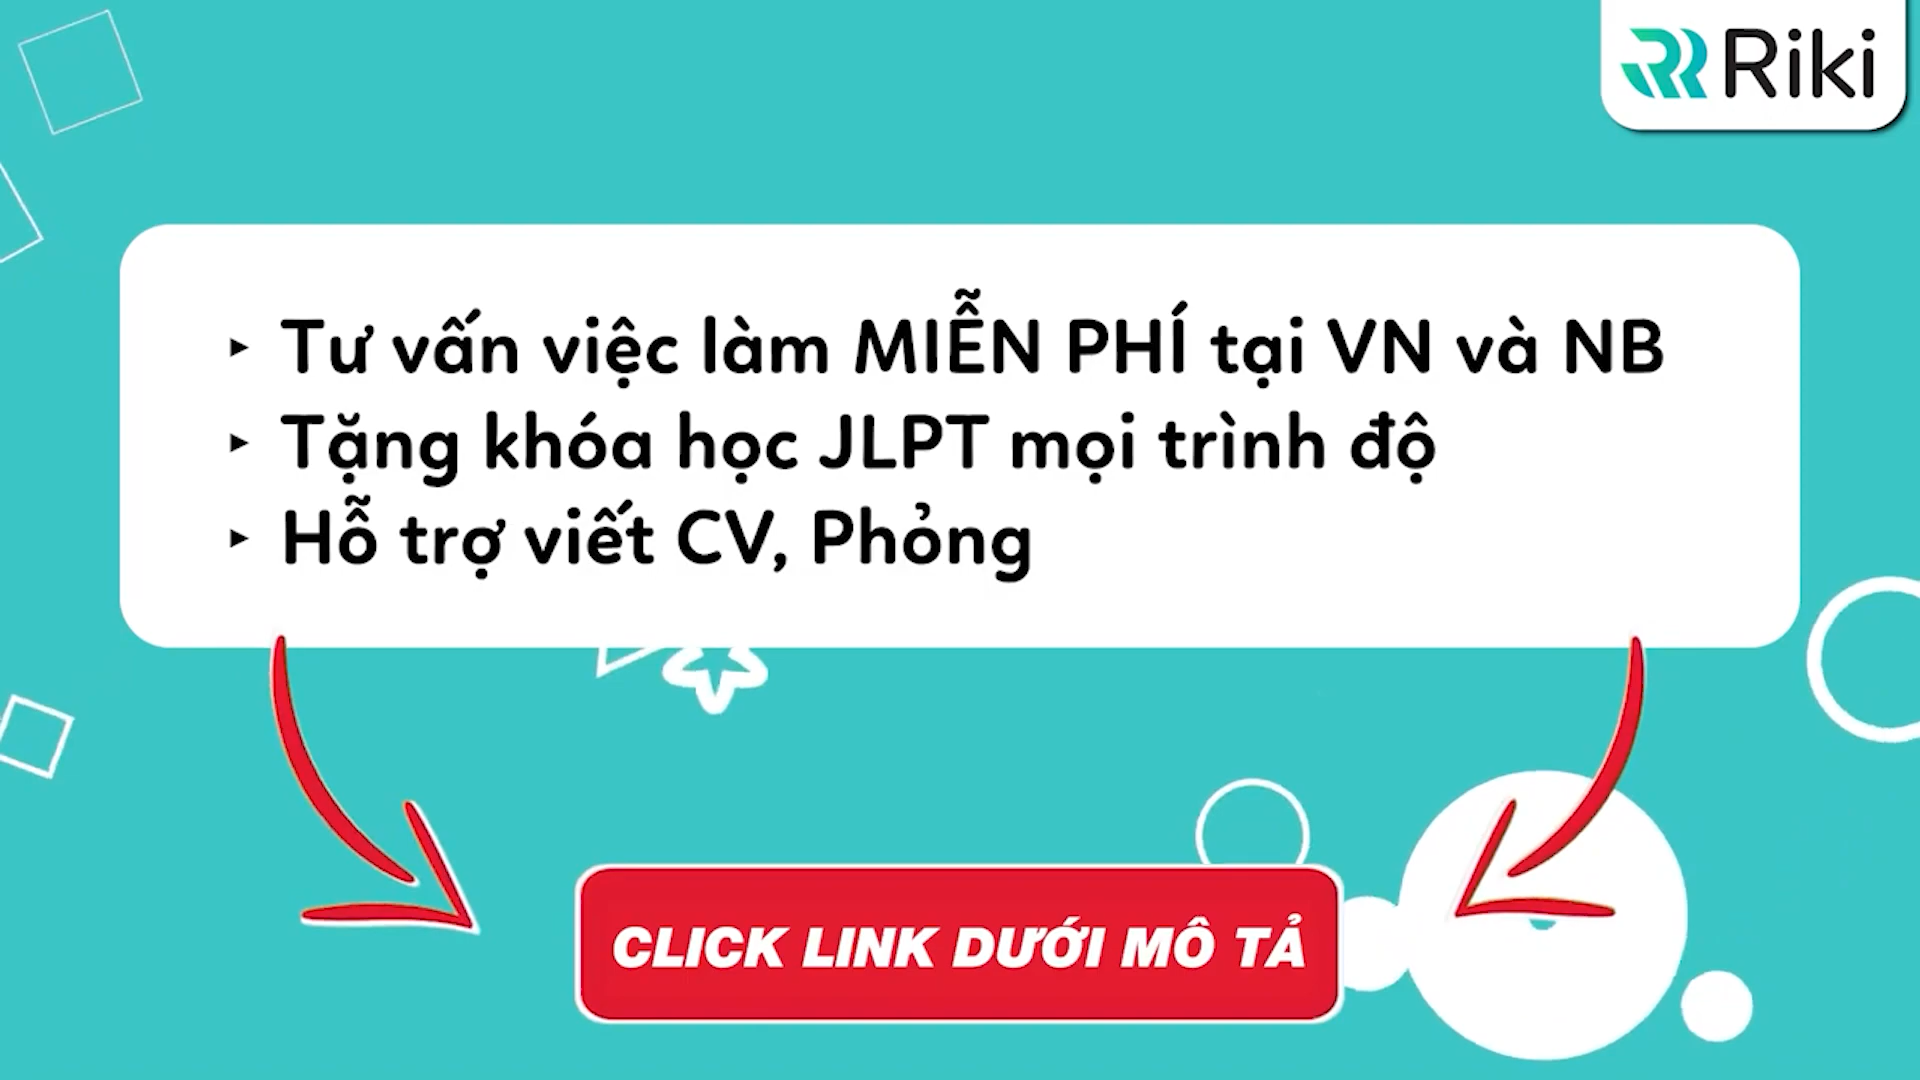 Riki
‣ Tư vấn việc làm MIỄN PHÍ tại VN và NB
‣ Tặng khóa học JLPT mọi trình độ
‣ Hỗ trợ viết CV, Phỏng
CLICK LINK DƯỚI MÔ TẢ